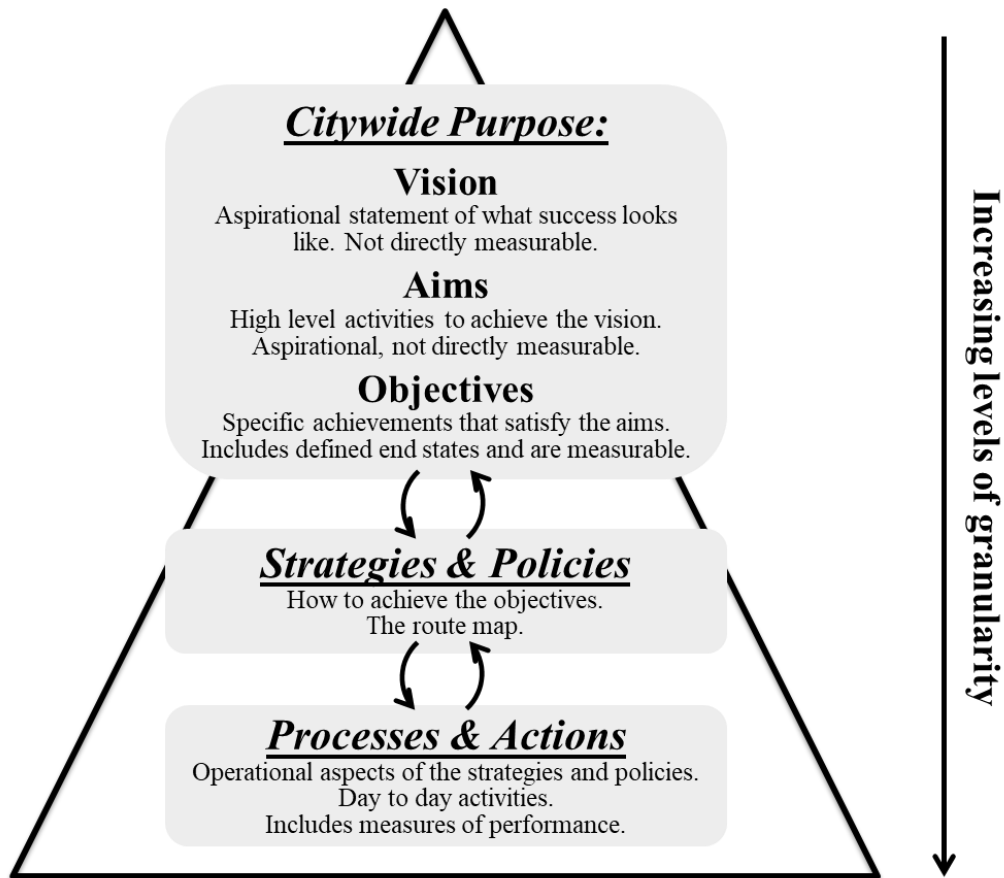 Citywide Purpose:
Vision
Aspirational statement of what success looks
like. Not directly measurable.
Aims
High level activities to achieve the vision.
Aspirational, not directly measurable.
Objectives
Specific achievements that satisfy the aims.
Includes defined end states and are measurable.
Strategies & Policies
How to achieve the objectives.
The route map.
Processes & Actions
Operational aspects of the strategies and policies.
Day to day activities.
Includes measures of performance.
Increasing levels of granularity